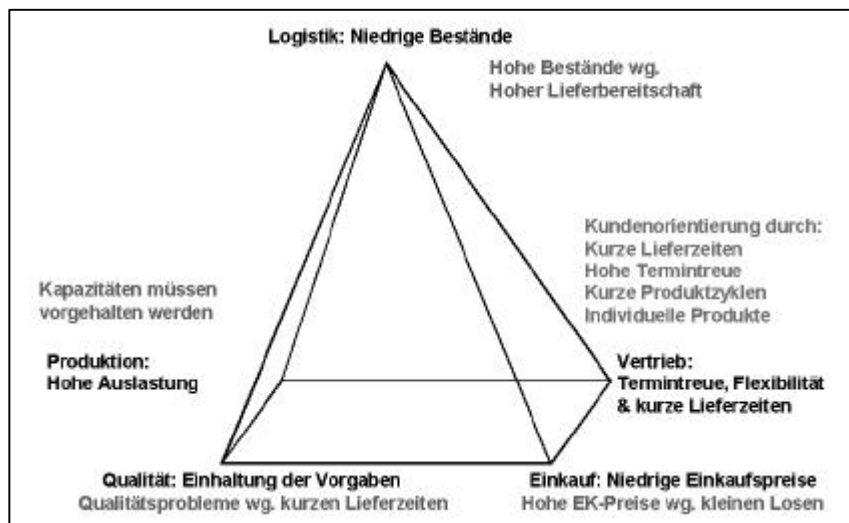 Logistik: Niedrige Bestände
Hohe Bestände wg.
Hoher Lieferbereitschaft
Kundenorientierung durch:
Kurze Lieferzeiten
Hohe Termintreue
Kurze Produktzyklen
Individuelle Produkte
Kapazitäten müssen
vorgehalten werden
Produktion:
Hohe Auslastung
Vertrieb:
Termintreue, Flexibilität
& kurze Lieferzeiten
Qualität: Einhaltung der Vorgaben
Qualitätsprobleme wg. kurzen Lieferzeiten
Einkauf: Niedrige Einkaufspreise
Hohe EK-Preise wg. kleinen Losen